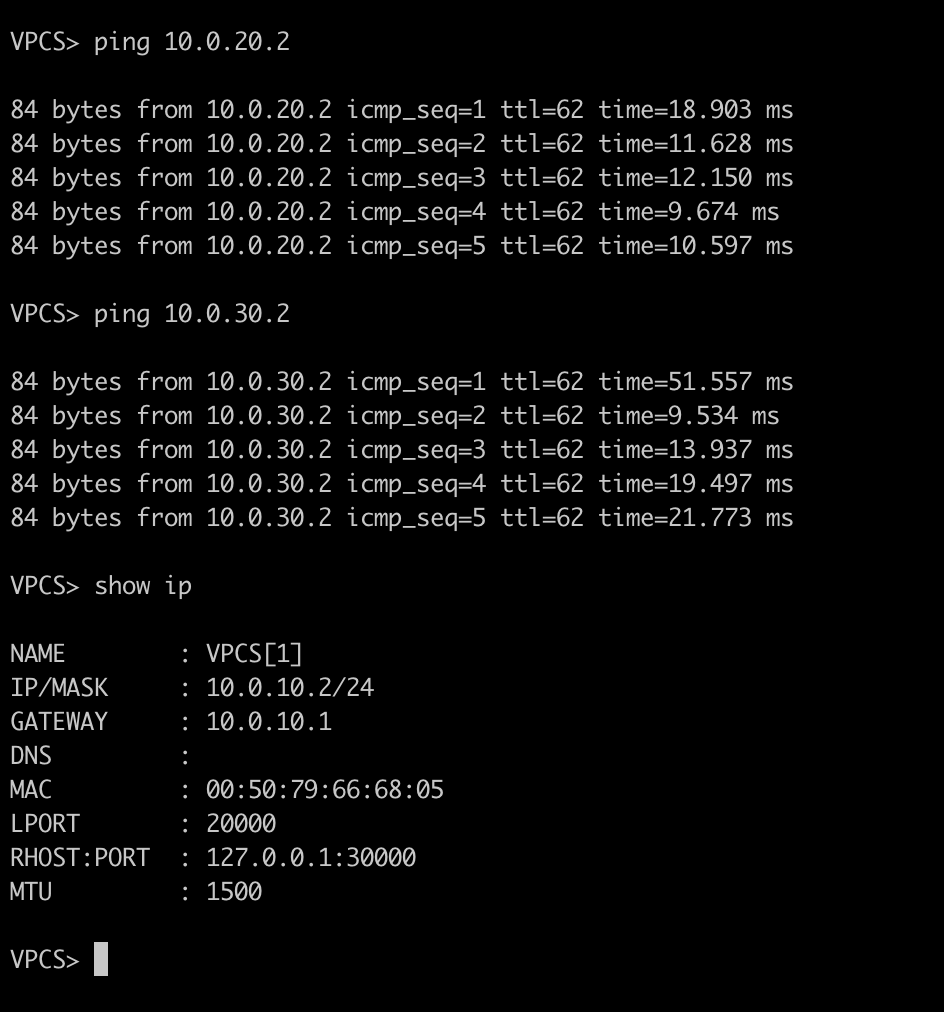 VPCS> ping 10.0.20.2
84 bytes from 10.0.20.2 icmp_seq=1 ttl=62 time=18.903 ms
84 bytes from 10.0.20.2 icmp_seq=2 ttl=62 time=11.628 ms
84 bytes from 10.0.20.2 icmp_seq=3 ttl=62 time=12.150 ms
84 bytes from 10.0.20.2 icmp_seq=4 ttl=62 time=9.674 ms
84 bytes from 10.0.20.2 icmp_seq=5 ttl=62 time=10.597 ms
VPCS> ping 10.0.30.2
84 bytes from 10.0.30.2 icmp_seq=1 ttl=62 time=51.557 ms
84 bytes from 10.0.30.2 icmp_seq=2 ttl=62 time=9.534 ms
84 bytes from 10.0.30.2 icmp_seq=3 ttl=62 time=13.937 ms
84 bytes from 10.0.30.2 icmp_seq=4 ttl=62 time=19.497 ms
84 bytes from 10.0.30.2 icmp_seq=5 ttl=62 time=21.773 ms
VPCS> show ip
NAME        : VPCS[1]
IP/MASK     : 10.0.10.2/24
GATEWAY     : 10.0.10.1
DNS         :
MAC         : 00:50:79:66:68:05
LPORT       : 20000
RHOST:PORT  : 127.0.0.1:30000
MTU         : 1500
VPCS>